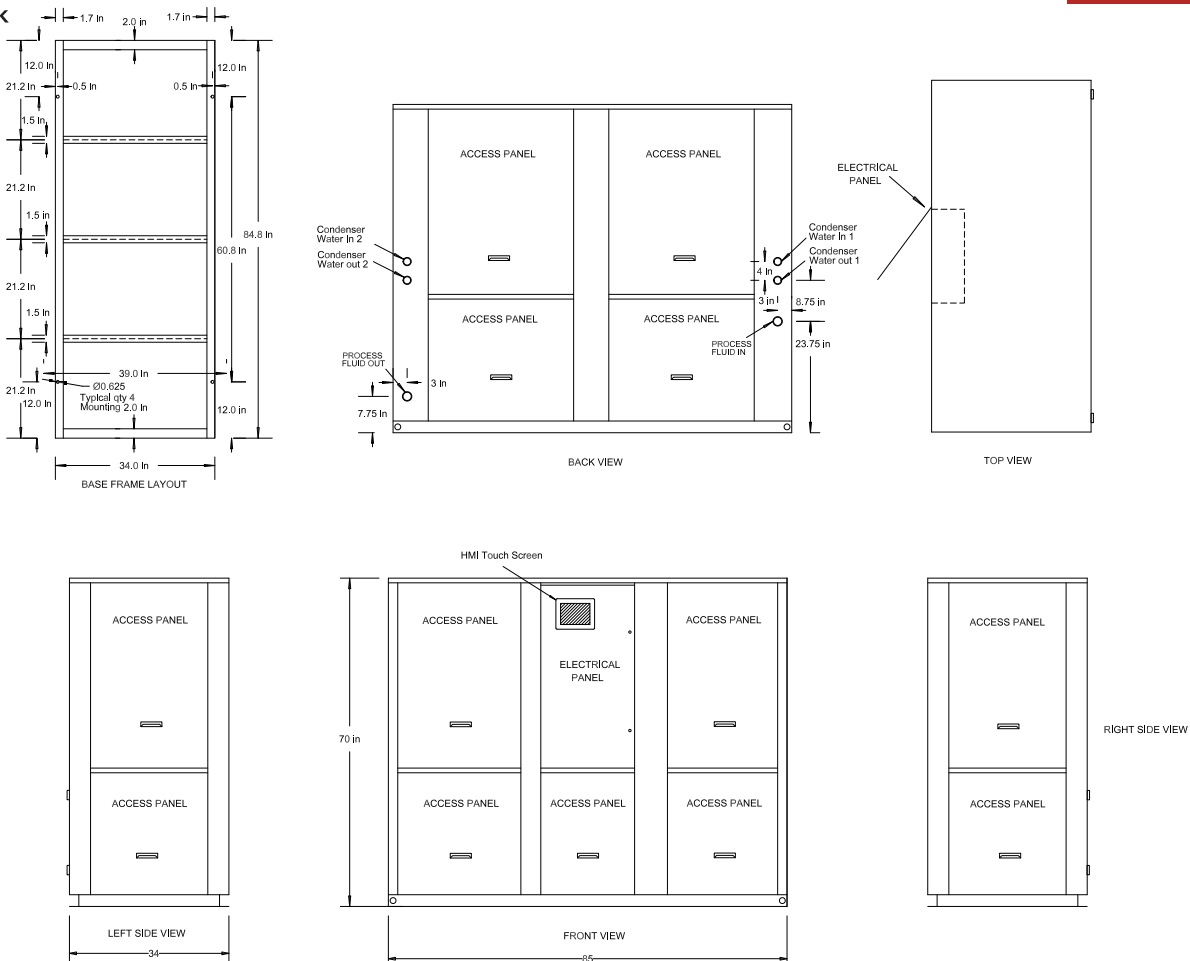 1.7 In
2.0 in
1.7 in
12.0 In
12.0 In
21.2 In
0.5 In
0.5 In
1.5 In
21.2 In
1.5 in
84.8 In
60.8 In
21.2 In
1.5 In
39.0 In
21.2 In
12.0 In
Ø0.625
Typical qty 4
Mounting
2.0 In
12.0 In
34.0 In
BASE FRAME LAYOUT
ACCESS PANEL
ACCESS PANEL
Condenser
Water In 2
Condenser
Water out 2
Condenser
Water In 1
Condenser
Water out 1
4 In
3 in
8.75 in
ACCESS PANEL
ACCESS PANEL
PROCESS
FLUID IN
23.75 in
PROCESS
FLUID OUT
3 In
7.75 In
BACK VIEW
ELECTRICAL
PANEL
TOP VIEW
HMI Touch Screen
ACCESS PANEL
ACCESS PANEL
LEFT SIDE VIEW
34
70 in
ACCESS PANEL
ELECTRICAL
PANEL
ACCESS PANEL
ACCESS PANEL
ACCESS PANEL
ACCESS PANEL
FRONT VIEW
85
ACCESS PANEL
RIGHT SIDE VIEW
ACCESS PANEL